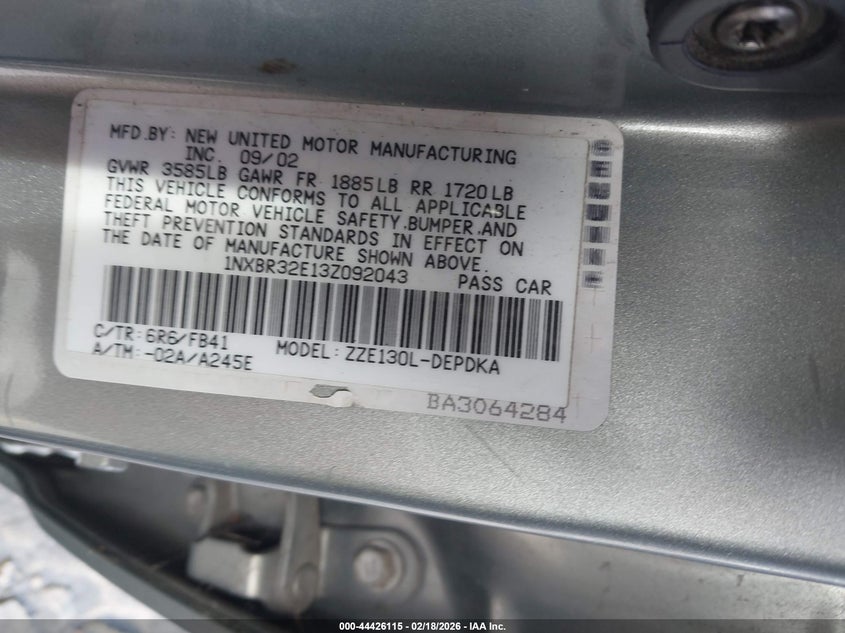 MFD.BY: NEW UNITED MOTOR MANUFACTURING
INC. 09/02
GVWR 3585LB GAWR FR 1885LB RR 1720LB
THIS VEHICLE CONFORMS TO ALL APPLICABLE
FEDERAL MOTOR VEHICLE SAFETY,BUMPER,AND
THEFT PREVENTION STANDARDS IN EFFECT ON
THE DATE OF MANUFACTURE SHOWN ABOVE.
1NXBR32E13Z092043 PASS CAR
C/TR:6R6/FB41
A/TM:-02A/A245E
MODEL:ZZE130L-DEPDKA
BA3064284
000-44426115 - 02/18/2026 - IAA Inc.